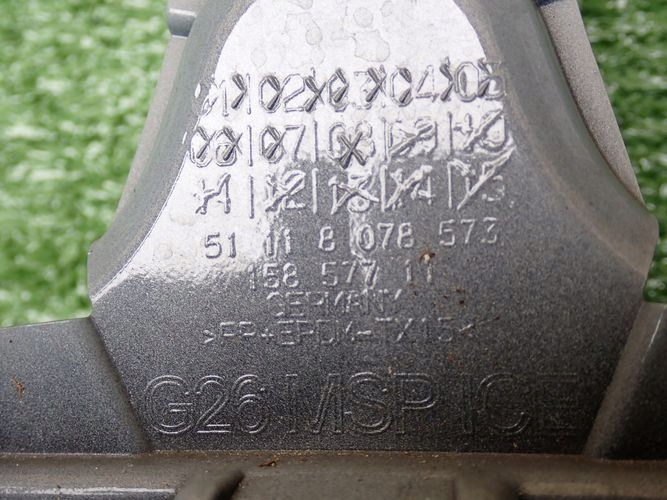 01 02 03 04 05
06 07 08 09 10
11 12 13 14 15
51 11 8 078 573
158 577 11
GERMANY
>PP+EPDM-TX15<
G26 MSP ICE